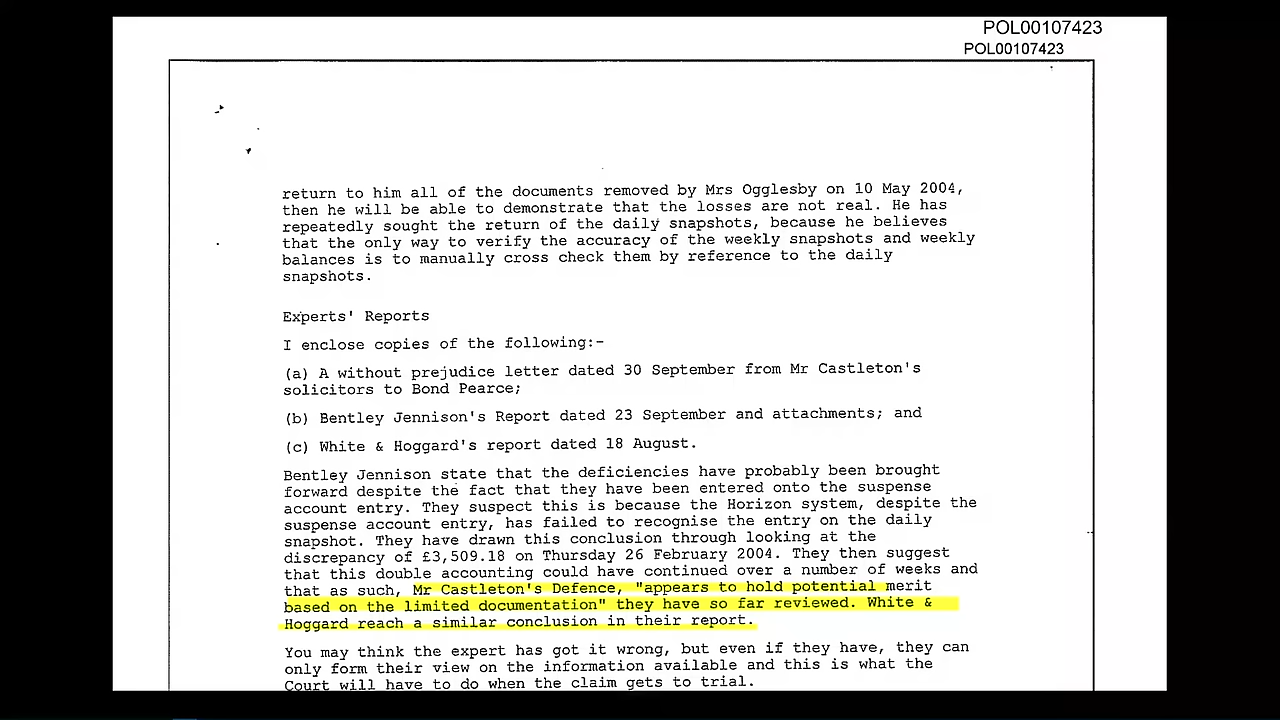 POL00107423
POL00107423
return to him all of the documents removed by Mrs Ogglesby on 10 May 2004,
then he will be able to demonstrate that the losses are not real. He has
repeatedly sought the return of the daily snapshots, because he believes
that the only way to verify the accuracy of the weekly snapshots and weekly
balances is to manually cross check them by reference to the daily
snapshots.
Experts' Reports
I enclose copies of the following:-
(a) A without prejudice letter dated 30 September from Mr Castleton's
solicitors to Bond Pearce;
(b) Bentley Jennison's Report dated 23 September and attachments; and
(c) White & Hoggard's report dated 18 August.
Bentley Jennison state that the deficiencies have probably been brought
forward despite the fact that they have been entered onto the suspense
account entry. They suspect this is because the Horizon system, despite the
suspense account entry, has failed to recognise the entry on the daily
snapshot. They have drawn this conclusion through looking at the
discrepancy of £3,509.18 on Thursday 26 February 2004. They then suggest
that this double accounting could have continued over a number of weeks and
that as such, Mr Castleton's Defence, "appears to hold potential merit
based on the limited documentation" they have so far reviewed. White &
Hoggard reach a similar conclusion in their report.
You may think the expert has got it wrong, but even if they have, they can
only form their view on the information available and this is what the
Court will have to do when the claim gets to trial.